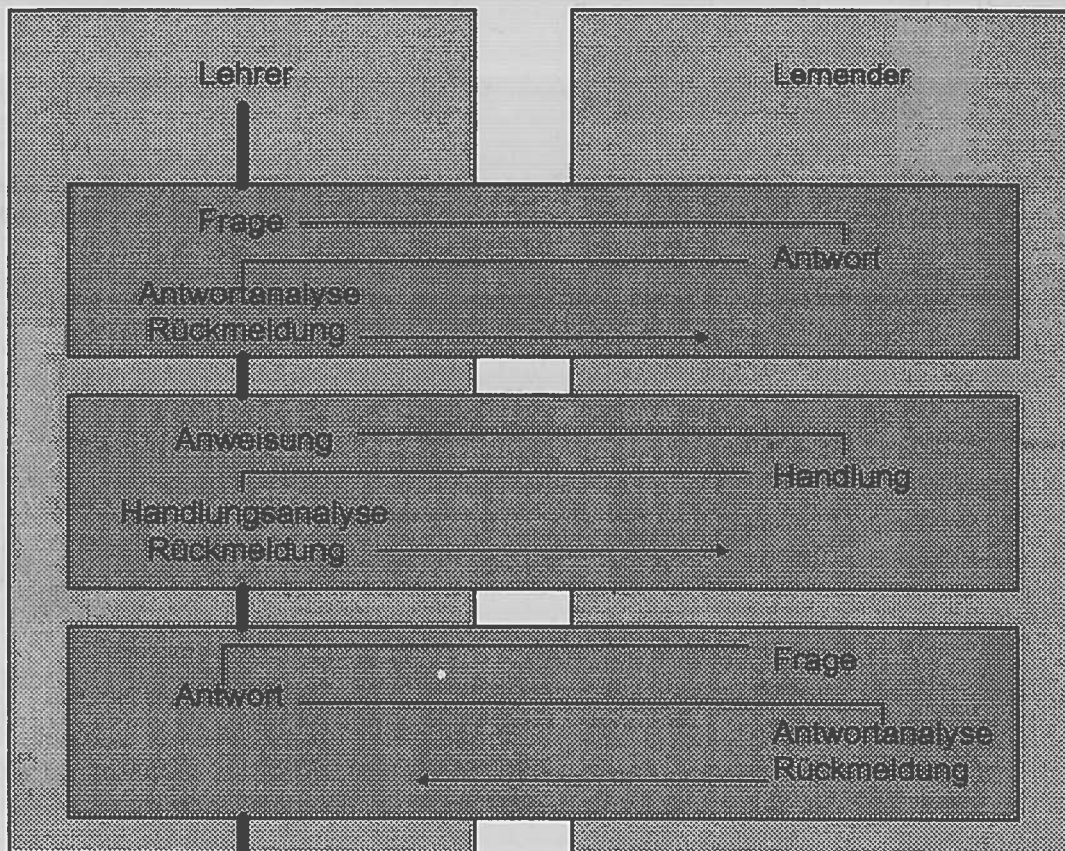 Lehrer
Lernender
Frage
Antwort
Antwortanalyse
Rückmeldung
Anweisung
Handlung
Handlungsanalyse
Rückmeldung
Frage
Antwort
Antwortanalyse
Rückmeldung